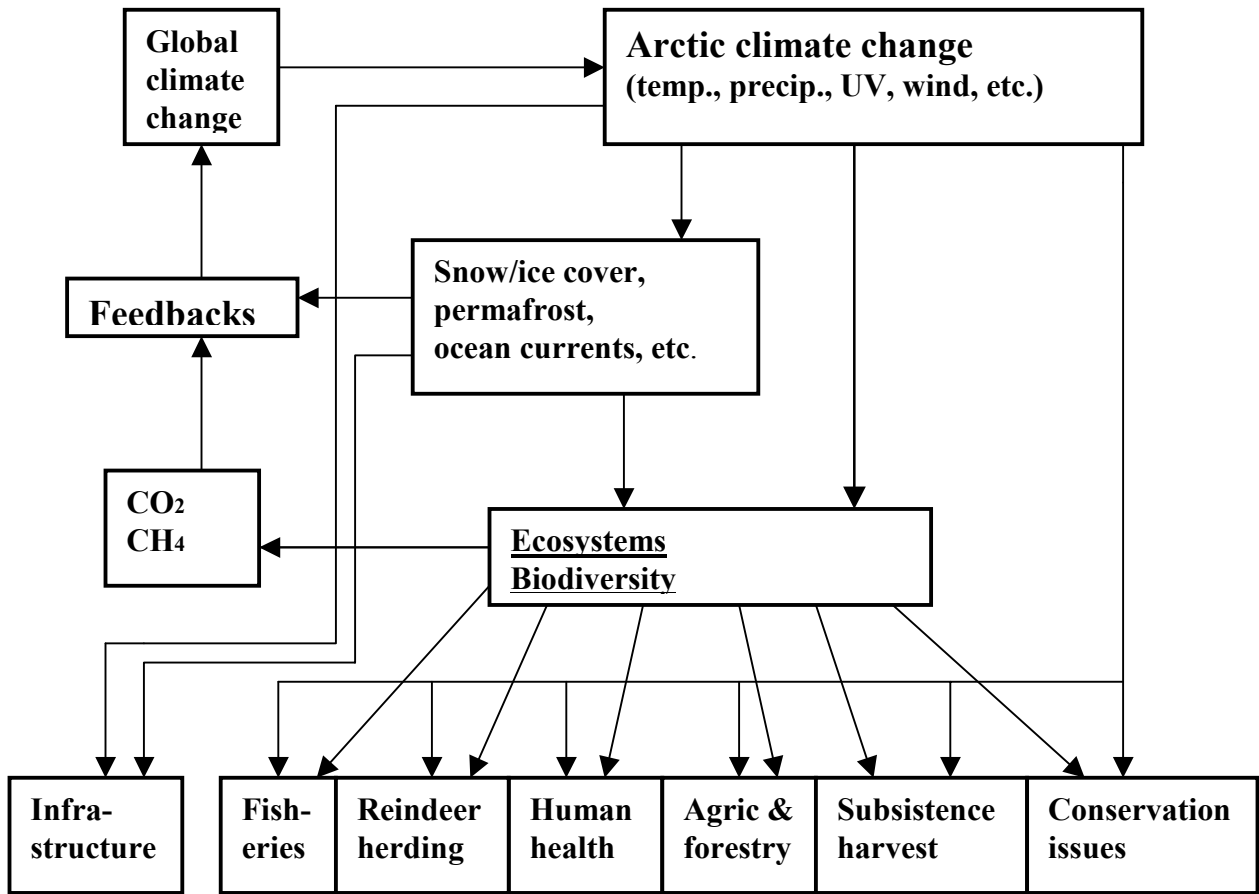 Global
climate
change
Arctic climate change
(temp., precip., UV, wind, etc.)
Snow/ice cover,
permafrost,
ocean currents, etc.
Feedbacks
CO₂
CH₄
Ecosystems
Biodiversity
Infra-
structure
Fish-
eries
Reindeer
herding
Human
health
Agric &
forestry
Subsistence
harvest
Conservation
issues